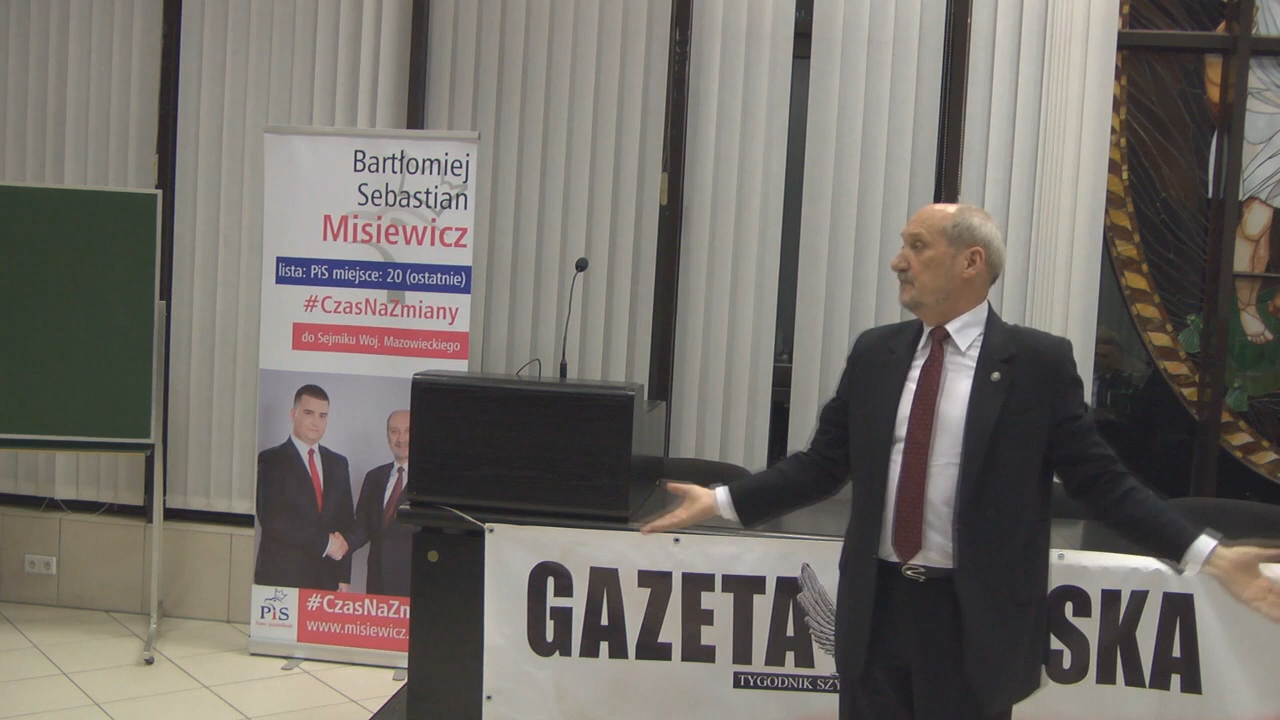 Bartłomiej
Sebastian
Misiewicz
lista: PiS miejsce: 20 (ostatnie)
#CzasNaZmiany
do Sejmiku Woj. Mazowieckiego
PiS
#CzasNaZm
www.misiewicz.
GAZETA SKA
TYGODNIK SZY